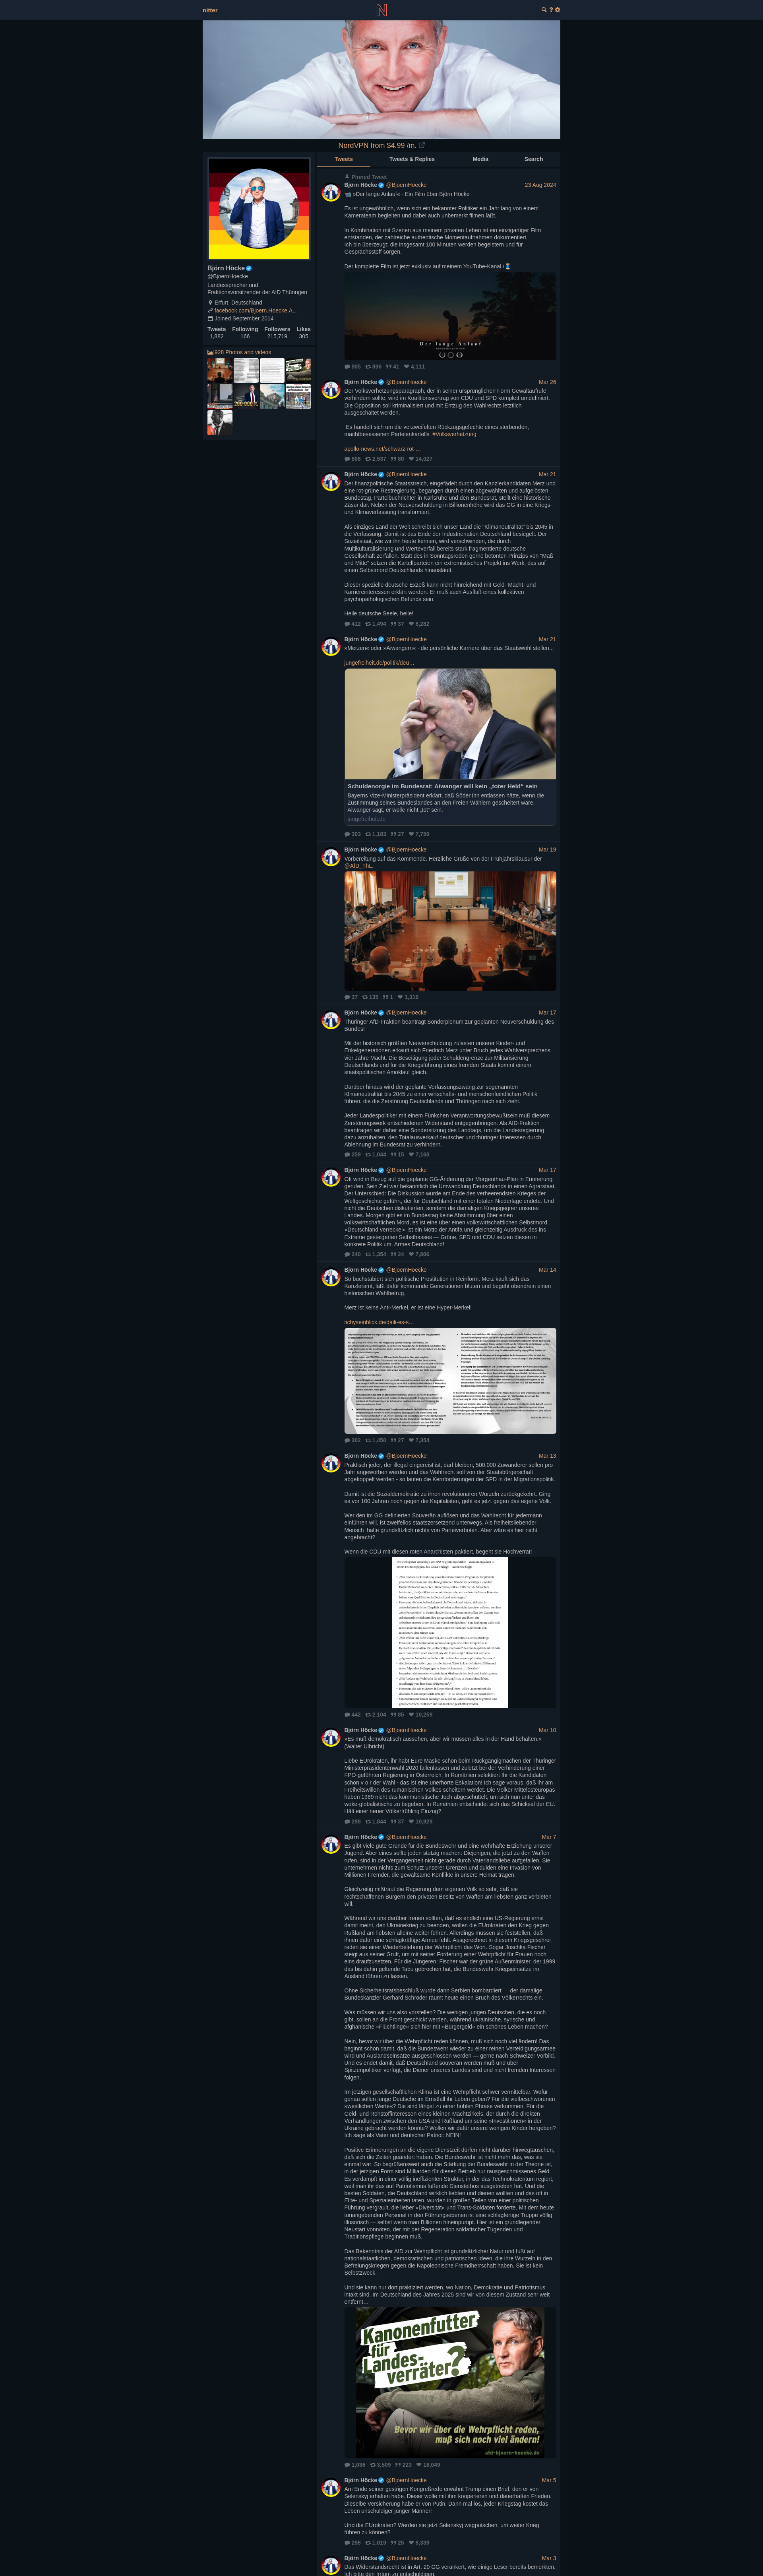 nitter
NordVPN from $4.99 /m.
Björn Höcke
@BjoernHoecke
Landessprecher und
Fraktionsvorsitzender der AfD Thüringen
Erfurt, Deutschland
facebook.com/Bjoern.Hoecke.A…
Joined September 2014
Tweets Following Followers Likes
1,882 166 215,719 305
928 Photos and videos
Tweets Tweets & Replies Media Search
Pinned Tweet
Björn Höcke @BjoernHoecke 23 Aug 2024
»Der lange Anlauf« - Ein Film über Björn Höcke
Es ist ungewöhnlich, wenn sich ein bekannter Politiker ein Jahr lang von einem
Kamerateam begleiten und dabei auch unbemerkt filmen läßt.
In Kombination mit Szenen aus meinem privaten Leben ist ein einzigartiger Film
entstanden, der zahlreiche authentische Momentaufnahmen dokumentiert.
Ich bin überzeugt: die insgesamt 100 Minuten werden begeistern und für
Gesprächsstoff sorgen.
Der komplette Film ist jetzt exklusiv auf meinem YouTube-Kanal.!
Der lange Anlauf
805 896 41 4,111
Björn Höcke @BjoernHoecke Mar 26
Der Volksverhetzungsparagraph, der in seiner ursprünglichen Form Gewaltaufrufe
verhindern sollte, wird im Koalitionsvertrag von CDU und SPD komplett umdefiniert.
Die Opposition soll kriminalisiert und mit Entzug des Wahlrechts letztlich
ausgeschaltet werden.
Es handelt sich um die verzweifelten Rückzugsgefechte eines sterbenden,
machtbesessenen Parteienkartells. #Volksverhetzung
apollo-news.net/schwarz-rot-…
906 2,537 80 14,027
Björn Höcke @BjoernHoecke Mar 21
Der finanzpolitische Staatsstreich, eingefädelt durch den Kanzlerkandidaten Merz und
eine rot-grüne Restregierung, begangen durch einen abgewählten und aufgelösten
Bundestag, Parteibuchrichter in Karlsruhe und den Bundesrat, stellt eine historische
Zäsur dar. Neben der Neuverschuldung in Billionenhöhe wird das GG in eine Kriegs-
und Klimaverfassung transformiert.
Als einziges Land der Welt schreibt sich unser Land die "Klimaneutralität" bis 2045 in
die Verfassung. Damit ist das Ende der Industrienation Deutschland besiegelt. Der
Sozialstaat, wie wir ihn heute kennen, wird verschwinden, die durch
Multikulturalisierung und Werteverfall bereits stark fragmentierte deutsche
Gesellschaft zerfallen. Statt des in Sonntagsreden gerne betonten Prinzips von "Maß
und Mitte" setzen die Kartellparteien ein extremistisches Projekt ins Werk, das auf
einen Selbstmord Deutschlands hinausläuft.
Dieser spezielle deutsche Exzeß kann nicht hinreichend mit Geld- Macht- und
Karriereinteressen erklärt werden. Er muß auch Ausfluß eines kollektiven
psychopathologischen Befunds sein.
Heile deutsche Seele, heile!
412 1,494 37 8,282
Björn Höcke @BjoernHoecke Mar 21
»Merzen« oder »Aiwangern« - die persönliche Karriere über das Staatswohl stellen...
jungefreiheit.de/politik/deu…
Schuldenorgie im Bundesrat: Aiwanger will kein „toter Held“ sein
Bayerns Vize-Ministerpräsident erklärt, daß Söder ihn entlassen hätte, wenn die
Zustimmung seines Bundeslandes an den Freien Wählern gescheitert wäre.
Aiwanger sagt, er wolle nicht „tot“ sein.
jungefreiheit.de
303 1,183 27 7,750
Björn Höcke @BjoernHoecke Mar 19
Vorbereitung auf das Kommende. Herzliche Grüße von der Frühjahrsklausur der
@AfD_ThL.
37 135 1 1,316
Björn Höcke @BjoernHoecke Mar 17
Thüringer AfD-Fraktion beantragt Sonderplenum zur geplanten Neuverschuldung des
Bundes!
Mit der historisch größten Neuverschuldung zulasten unserer Kinder- und
Enkelgenerationen erkauft sich Friedrich Merz unter Bruch jedes Wahlversprechens
vier Jahre Macht. Die Beseitigung jeder Schuldengrenze zur Militarisierung
Deutschlands und für die Kriegsführung eines fremden Staats kommt einem
staatspolitischen Amoklauf gleich.
Darüber hinaus wird der geplante Verfassungszwang zur sogenannten
Klimaneutralität bis 2045 zu einer wirtschafts- und menschenfeindlichen Politik
führen, die die Zerstörung Deutschlands und Thüringen nach sich zieht.
Jeder Landespolitiker mit einem Fünkchen Verantwortungsbewußtsein muß diesem
Zerstörungswerk entschiedenen Widerstand entgegenbringen. Als AfD-Fraktion
beantragen wir daher eine Sondersitzung des Landtags, um die Landesregierung
dazu anzuhalten, den Totalausverkauf deutscher und thüringer Interessen durch
Ablehnung im Bundesrat zu verhindern.
259 1,044 15 7,160
Björn Höcke @BjoernHoecke Mar 17
Oft wird in Bezug auf die geplante GG-Änderung der Morgenthau-Plan in Erinnerung
gerufen. Sein Ziel war bekanntlich die Umwandlung Deutschlands in einen Agrarstaat.
Der Unterschied: Die Diskussion wurde am Ende des verheerendsten Krieges der
Weltgeschichte geführt, der für Deutschland mit einer totalen Niederlage endete. Und
nicht die Deutschen diskutierten, sondern die damaligen Kriegsgegner unseres
Landes. Morgen gibt es im Bundestag keine Abstimmung über einen
volkswirtschaftlichen Mord, es ist eine über einen volkswirtschaftlichen Selbstmord.
»Deutschland verrecke!« ist ein Motto der Antifa und gleichzeitig Ausdruck des ins
Extreme gesteigerten Selbsthasses — Grüne, SPD und CDU setzen diesen in
konkrete Politik um. Armes Deutschland!
240 1,354 24 7,806
Björn Höcke @BjoernHoecke Mar 14
So buchstabiert sich politische Prostitution in Reinform. Merz kauft sich das
Kanzleramt, läßt dafür kommende Generationen bluten und begeht obendrein einen
historischen Wahlbetrug.
Merz ist keine Anti-Merkel, er ist eine Hyper-Merkel!
tichyseinblick.de/daili-es-s…
302 1,450 27 7,354
Björn Höcke @BjoernHoecke Mar 13
Praktisch jeder, der illegal eingereist ist, darf bleiben, 500.000 Zuwanderer sollen pro
Jahr angeworben werden und das Wahlrecht soll von der Staatsbürgerschaft
abgekoppelt werden - so lauten die Kernforderungen der SPD in der Migrationspolitik.
Damit ist die Sozialdemokratie zu ihren revolutionären Wurzeln zurückgekehrt. Ging
es vor 100 Jahren noch gegen die Kapitalisten, geht es jetzt gegen das eigene Volk.
Wer den im GG definierten Souverän auflösen und das Wahlrecht für jedermann
einführen will, ist zweifellos staatszersetzend unterwegs. Als freiheitsliebender
Mensch halte grundsätzlich nichts von Parteiverboten. Aber wäre es hier nicht
angebracht?
Wenn die CDU mit diesen roten Anarchisten paktiert, begeht sie Hochverrat!
442 2,104 85 10,256
Björn Höcke @BjoernHoecke Mar 10
»Es muß demokratisch aussehen, aber wir müssen alles in der Hand behalten.«
(Walter Ulbricht)
Liebe EUrokraten, ihr habt Eure Maske schon beim Rückgängigmachen der Thüringer
Ministerpräsidentenwahl 2020 fallenlassen und zuletzt bei der Verhinderung einer
FPÖ-geführten Regierung in Österreich. In Rumänien selektiert Ihr die Kandidaten
schon v o r der Wahl - das ist eine unerhörte Eskalation! Ich sage voraus, daß ihr am
Freiheitswillen des rumänischen Volkes scheitern werdet. Die Völker Mittelosteuropas
haben 1989 nicht das kommunistische Joch abgeschüttelt, um sich nun unter das
woke-globalistische zu begeben. In Rumänien entscheidet sich das Schicksal der EU.
Hält einer neuer Völkerfrühling Einzug?
298 1,844 37 10,929
Björn Höcke @BjoernHoecke Mar 7
Es gibt viele gute Gründe für die Bundeswehr und eine wehrhafte Erziehung unserer
Jugend. Aber eines sollte jeden stutzig machen: Diejenigen, die jetzt zu den Waffen
rufen, sind in der Vergangenheit nicht gerade durch Vaterlandsliebe aufgefallen. Sie
unternehmen nichts zum Schutz unserer Grenzen und dulden eine Invasion von
Millionen Fremder, die gewaltsame Konflikte in unsere Heimat tragen.
Gleichzeitig mißtraut die Regierung dem eigenen Volk so sehr, daß sie
rechtschaffenen Bürgern den privaten Besitz von Waffen am liebsten ganz verbieten
will.
Während wir uns darüber freuen sollten, daß es endlich eine US-Regierung ernst
damit meint, den Ukrainekrieg zu beenden, wollen die EUrokraten den Krieg gegen
Rußland am liebsten alleine weiter führen. Allerdings müssen sie feststellen, daß
ihnen dafür eine schlagkräftige Armee fehlt. Ausgerechnet in diesem Kriegsgeschrei
reden sie einer Wiederbelebung der Wehrpflicht das Wort. Sogar Joschka Fischer
steigt aus seiner Gruft, um mit seiner Forderung einer Wehrpflicht für Frauen noch
eins draufzusetzen. Für die Jüngeren: Fischer war der grüne Außenminister, der 1999
das bis dahin geltende Tabu gebrochen hat, die Bundeswehr Kriegseinsätze im
Ausland führen zu lassen.
Ohne Sicherheitsratsbeschluß wurde dann Serbien bombardiert — der damalige
Bundeskanzler Gerhard Schröder räumt heute einen Bruch des Völkerrechts ein.
Was müssen wir uns also vorstellen? Die wenigen jungen Deutschen, die es noch
gibt, sollen an die Front geschickt werden, während ukrainische, syrische und
afghanische »Flüchtlinge« sich hier mit »Bürgergeld« ein schönes Leben machen?
Nein, bevor wir über die Wehrpflicht reden können, muß sich noch viel ändern! Das
beginnt schon damit, daß die Bundeswehr wieder zu einer reinen Verteidigungsarmee
wird und Auslandseinsätze ausgeschlossen werden — gerne nach Schweizer Vorbild.
Und es endet damit, daß Deutschland souverän werden muß und über
Spitzenpolitiker verfügt, die Diener unseres Landes sind und nicht fremden Interessen
folgen.
Im jetzigen gesellschaftlichen Klima ist eine Wehrpflicht schwer vermittelbar. Wofür
genau sollen junge Deutsche im Ernstfall ihr Leben geben? Für die vielbeschworenen
»westlichen Werte«? Die sind längst zu einer hohlen Phrase verkommen. Für die
Geld- und Rohstoffinteressen eines kleinen Machtzirkels, der durch die direkten
Verhandlungen zwischen den USA und Rußland um seine »Investitionen« in der
Ukraine gebracht werden könnte? Wollen wir dafür unsere wenigen Kinder hergeben?
Ich sage als Vater und deutscher Patriot: NEIN!
Positive Erinnerungen an die eigene Dienstzeit dürfen nicht darüber hinwegtäuschen,
daß sich die Zeiten geändert haben. Die Bundeswehr ist nicht mehr das, was sie
einmal war. So begrüßenswert auch die Stärkung der Bundeswehr in der Theorie ist,
in der jetzigen Form sind Milliarden für diesen Betrieb nur rausgeschmissenes Geld.
Es verdampft in einer völlig ineffizienten Struktur, in der das Technokratentum regiert,
weil man ihr das auf Patriotismus fußende Dienstethos ausgetrieben hat. Und die
besten Soldaten, die Deutschland wirklich liebten und dienen wollten und das oft in
Elite- und Spezialeinheiten taten, wurden in großen Teilen von einer politischen
Führung vergrault, die lieber »Diversität« und Trans-Soldaten förderte. Mit dem heute
tonangebenden Personal in den Führungsebenen ist eine schlagfertige Truppe völlig
illusorisch — selbst wenn man Billionen hineinpumpt. Hier ist ein grundlegender
Neustart vonnöten, der mit der Regeneration soldatischer Tugenden und
Traditionspflege beginnen muß.
Das Bekenntnis der AfD zur Wehrpflicht ist grundsätzlicher Natur und fußt auf
nationalstaatlichen, demokratischen und patriotischen Ideen, die ihre Wurzeln in den
Befreiungskriegen gegen die Napoleonische Fremdherrschaft haben. Sie ist kein
Selbstzweck.
Und sie kann nur dort praktiziert werden, wo Nation, Demokratie und Patriotismus
intakt sind. Im Deutschland des Jahres 2025 sind wir von diesem Zustand sehr weit
entfernt…
Kanonenfutter
für
Landes-
verräter?
Bevor wir über die Wehrpflicht reden,
muß sich noch viel ändern!
afd-bjoern-hoecke.de
1,036 3,509 223 18,049
Björn Höcke @BjoernHoecke Mar 5
Am Ende seiner gestrigen Kongreßrede erwähnt Trump einen Brief, den er von
Selenskyj erhalten habe. Dieser wolle mit ihm kooperieren und dauerhaften Frieden.
Dieselbe Versicherung habe er von Putin. Dann mal los, jeder Kriegstag kostet das
Leben unschuldiger junger Männer!
Und die EUrokraten? Werden sie jetzt Selenskyj wegputschen, um weiter Krieg
führen zu können?
298 1,019 25 8,339
Björn Höcke @BjoernHoecke Mar 3
Das Widerstandsrecht ist in Art. 20 GG verankert, wie einige Leser bereits bemerkten.
Ich bitte den Irrtum zu entschuldigen.